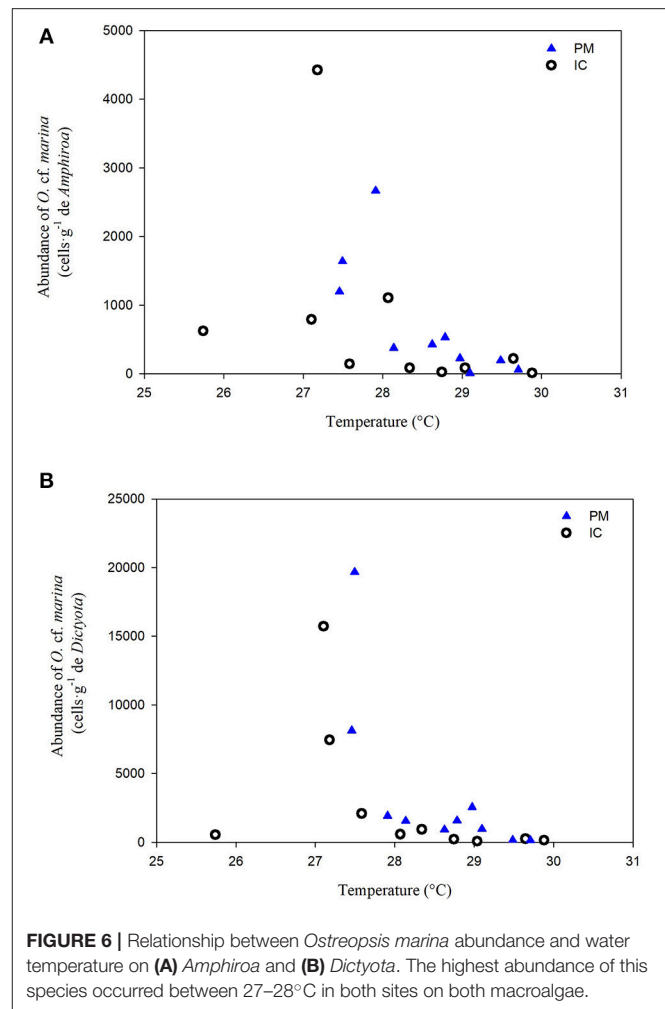 A
5000
4000
3000
2000
1000
0
Abundance of O. cf. marina
(cells·g⁻¹ de Amphiroa)
PM
IC
25 26 27 28 29 30 31
Temperature (°C)
B
25000
20000
15000
10000
5000
0
Abundance of O. cf. marina
(cells·g⁻¹ de Dictyota)
PM
IC
25 26 27 28 29 30 31
Temperature (°C)
FIGURE 6 | Relationship between Ostreopsis marina abundance and water
temperature on (A) Amphiroa and (B) Dictyota. The highest abundance of this
species occurred between 27–28°C in both sites on both macroalgae.